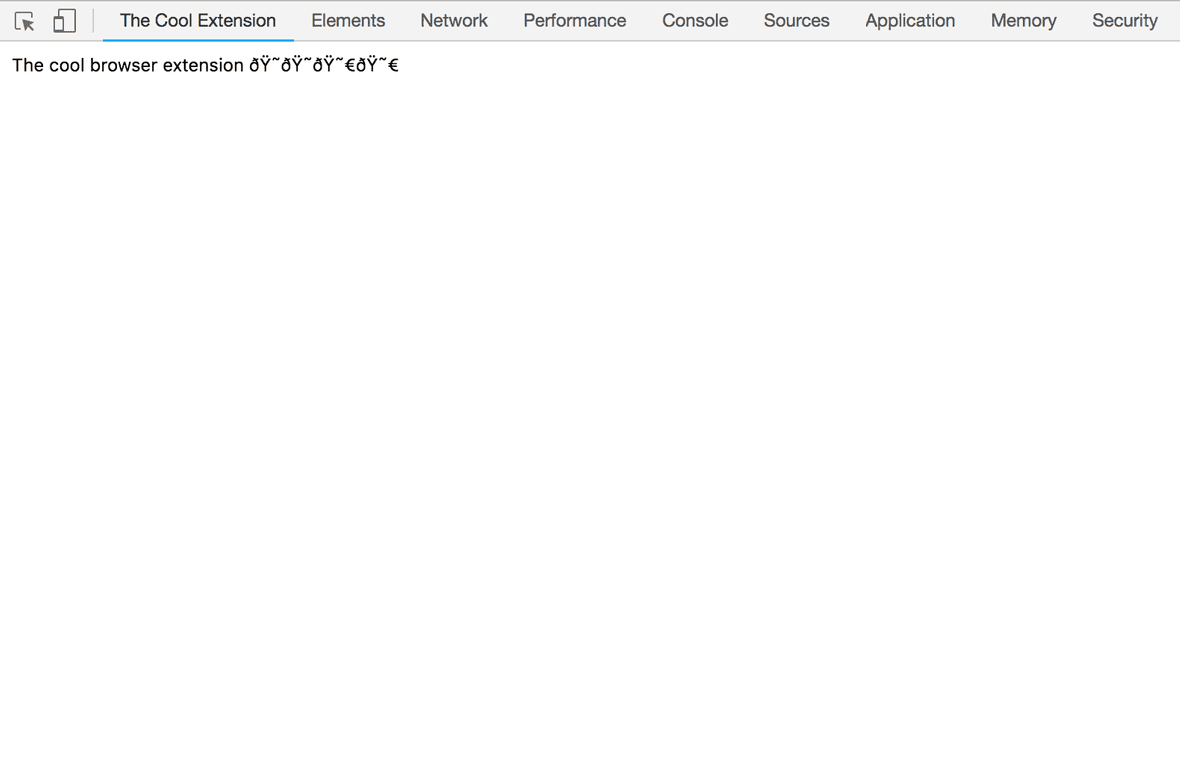 The Cool Extension Elements Network Performance Console Sources Application Memory Security
The cool browser extension ðŸ˜ðŸ˜ðŸ˜€ðŸ˜€